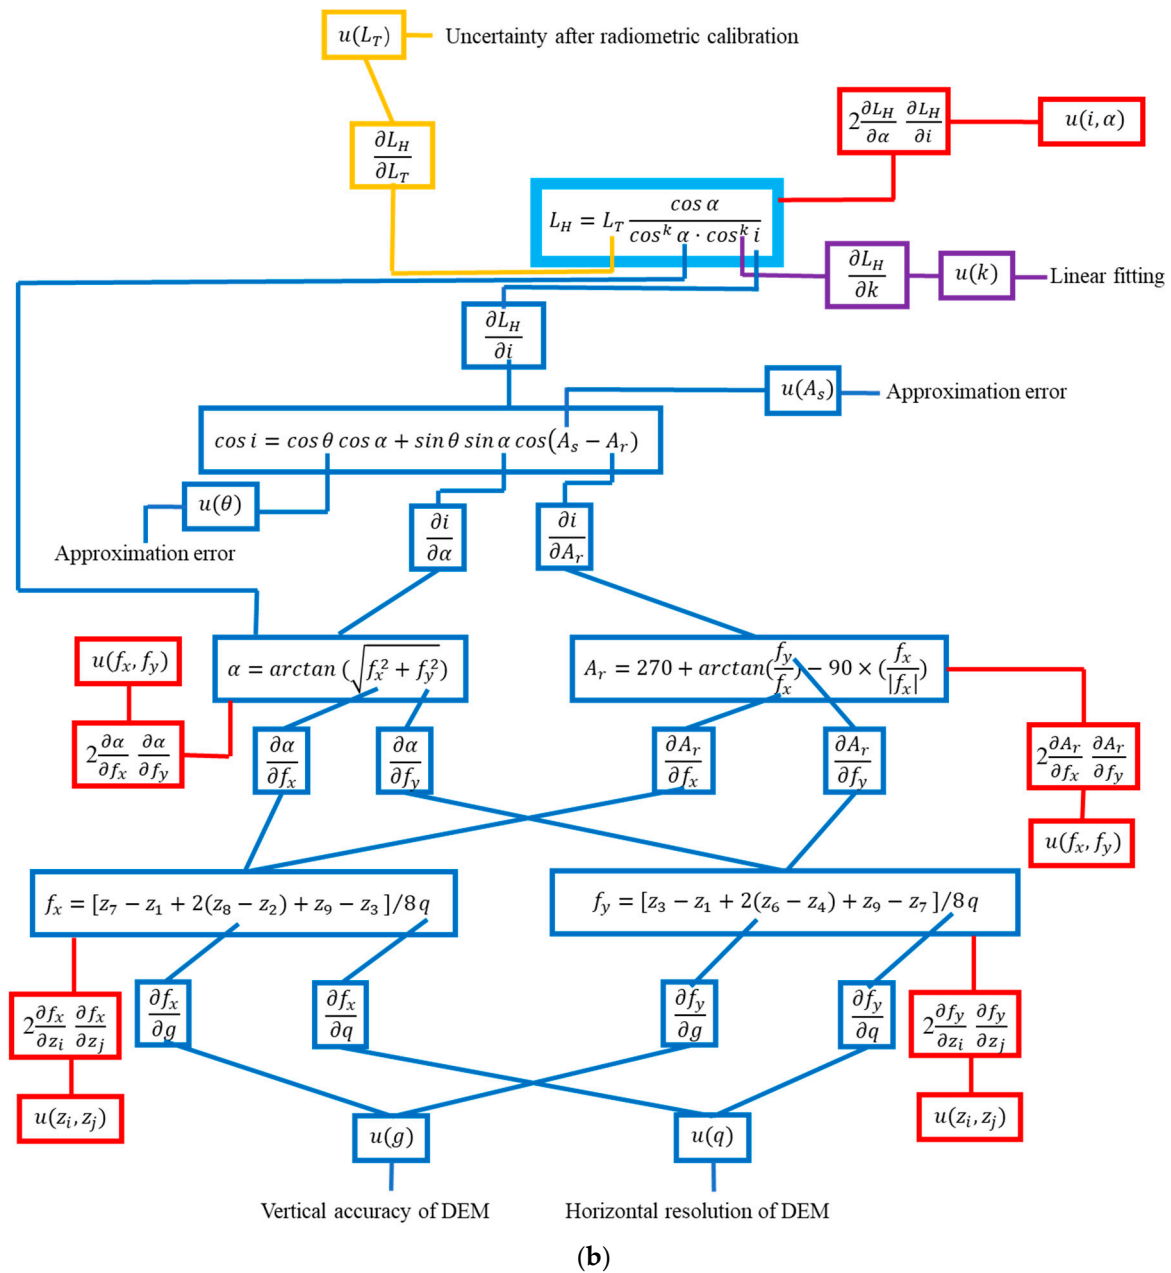 u(L_T)
Uncertainty after radiometric calibration
2 ∂L_H/∂α ∂L_H/∂i
u(i, α)
∂L_H/∂L_T
L_H = L_T cos α / (cos^k α · cos^k i)
∂L_H/∂k
u(k)
Linear fitting
∂L_H/∂i
u(A_s)
Approximation error
cos i = cos θ cos α + sin θ sin α cos(A_s − A_r)
u(θ)
Approximation error
∂i/∂α
∂i/∂A_r
u(f_x, f_y)
α = arctan (√(f_x^2 + f_y^2))
A_r = 270 + arctan(f_y/f_x) − 90 × (f_x/|f_x|)
2 ∂α/∂f_x ∂α/∂f_y
∂α/∂f_x
∂α/∂f_y
∂A_r/∂f_x
∂A_r/∂f_y
2 ∂A_r/∂f_x ∂A_r/∂f_y
u(f_x, f_y)
f_x = [z_7 − z_1 + 2(z_8 − z_2) + z_9 − z_3]/8q
f_y = [z_3 − z_1 + 2(z_6 − z_4) + z_9 − z_7]/8q
2 ∂f_x/∂z_i ∂f_x/∂z_j
∂f_x/∂g
∂f_x/∂q
∂f_y/∂g
∂f_y/∂q
2 ∂f_y/∂z_i ∂f_y/∂z_j
u(z_i, z_j)
u(g)
u(q)
u(z_i, z_j)
Vertical accuracy of DEM
Horizontal resolution of DEM
(b)